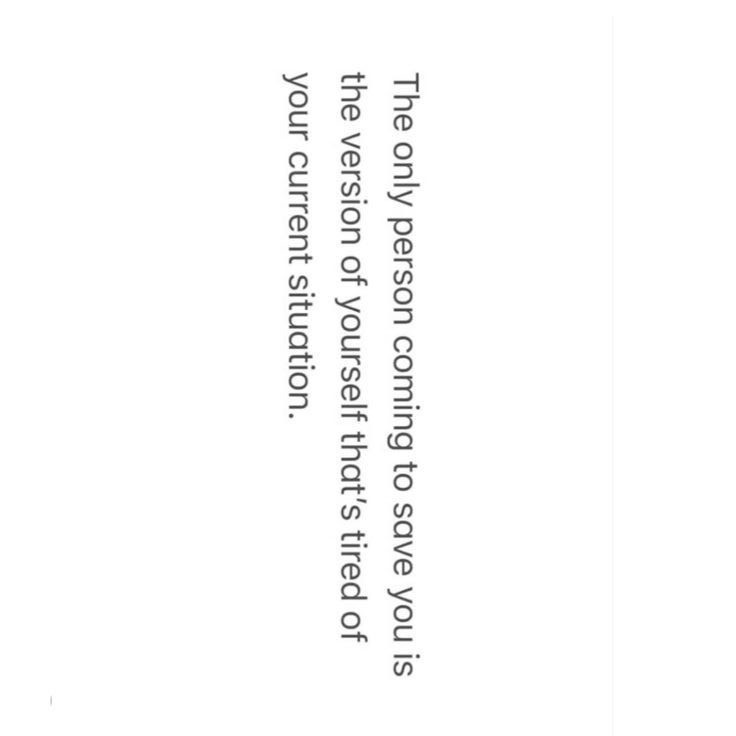 The only person coming to save you is
the version of yourself that's tired of
your current situation.